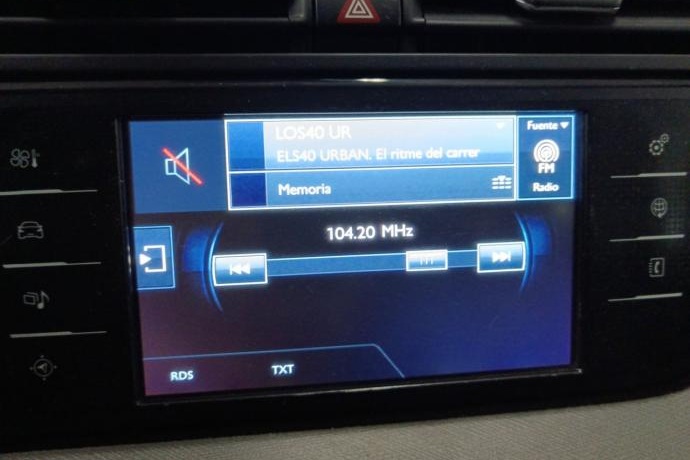 LOS40 UR
ELS40 URBAN. El ritme del carrer
Fuente
FM
Radio
Memoria
104.20 MHz
RDS
TXT